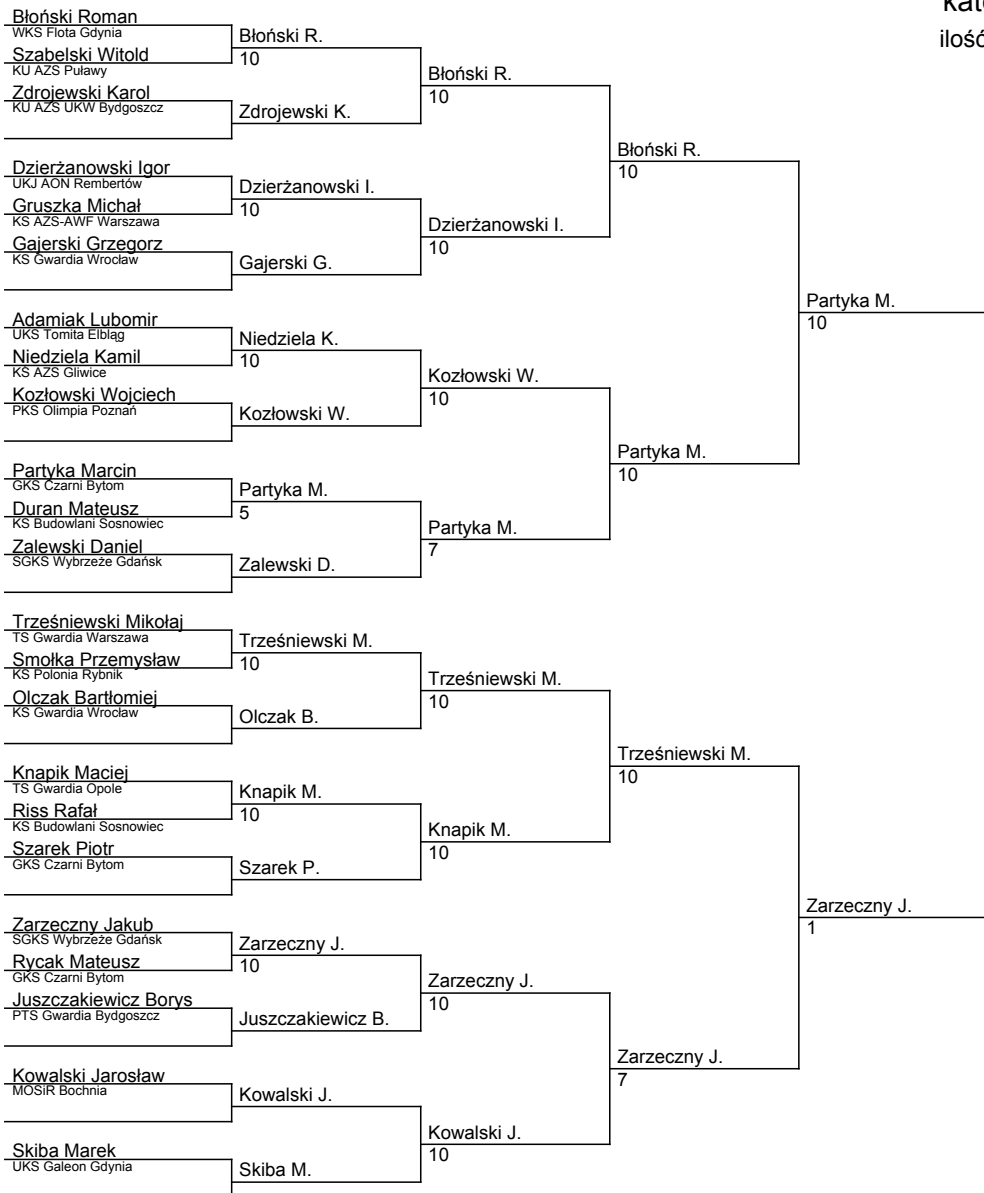 kate
ilość
Błoński Roman
WKS Flota Gdynia
Szabelski Witold
KU AZS Puławy
Zdrojewski Karol
KU AZS UKW Bydgoszcz
Dzierżanowski Igor
UKJ AON Rembertów
Gruszka Michał
KS AZS-AWF Warszawa
Gajerski Grzegorz
KS Gwardia Wrocław
Adamiak Lubomir
UKS Tomita Elbląg
Niedziela Kamil
KS AZS Gliwice
Kozłowski Wojciech
PKS Olimpia Poznań
Partyka Marcin
GKS Czarni Bytom
Duran Mateusz
KS Budowlani Sosnowiec
Zalewski Daniel
SGKS Wybrzeże Gdańsk
Trześniewski Mikołaj
TS Gwardia Warszawa
Smołka Przemysław
KS Polonia Rybnik
Olczak Bartłomiej
KS Gwardia Wrocław
Knapik Maciej
TS Gwardia Opole
Riss Rafał
KS Budowlani Sosnowiec
Szarek Piotr
GKS Czarni Bytom
Zarzeczny Jakub
SGKS Wybrzeże Gdańsk
Rycak Mateusz
GKS Czarni Bytom
Juszczakiewicz Borys
PTS Gwardia Bydgoszcz
Kowalski Jarosław
MOSiR Bochnia
Skiba Marek
UKS Galeon Gdynia
Błoński R.
10
Zdrojewski K.
Dzierżanowski I.
10
Gajerski G.
Niedziela K.
10
Kozłowski W.
Partyka M.
5
Zalewski D.
Trześniewski M.
10
Olczak B.
Knapik M.
10
Szarek P.
Zarzeczny J.
10
Juszczakiewicz B.
Kowalski J.
Skiba M.
Błoński R.
10
Dzierżanowski I.
10
Kozłowski W.
10
Partyka M.
7
Trześniewski M.
10
Knapik M.
10
Zarzeczny J.
10
Kowalski J.
10
Błoński R.
10
Partyka M.
10
Trześniewski M.
10
Zarzeczny J.
7
Partyka M.
10
Zarzeczny J.
1